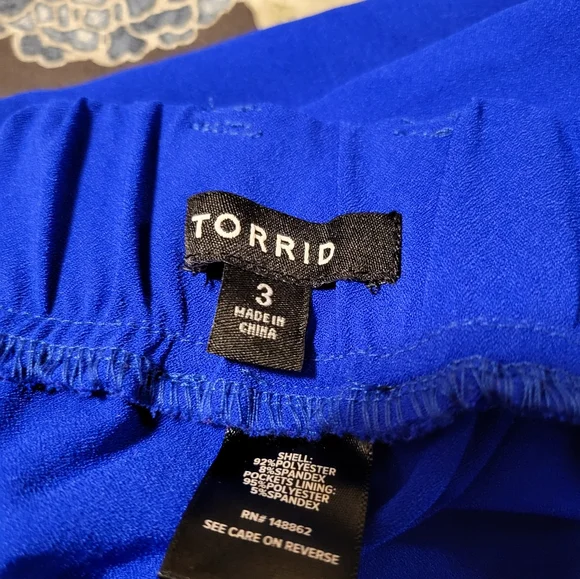 TORRID
3
MADE IN
CHINA
SHELL:
92%POLYESTER
8%SPANDEX
POCKETS LINING:
95%POLYESTER
5%SPANDEX
RN# 148862
SEE CARE ON REVERSE